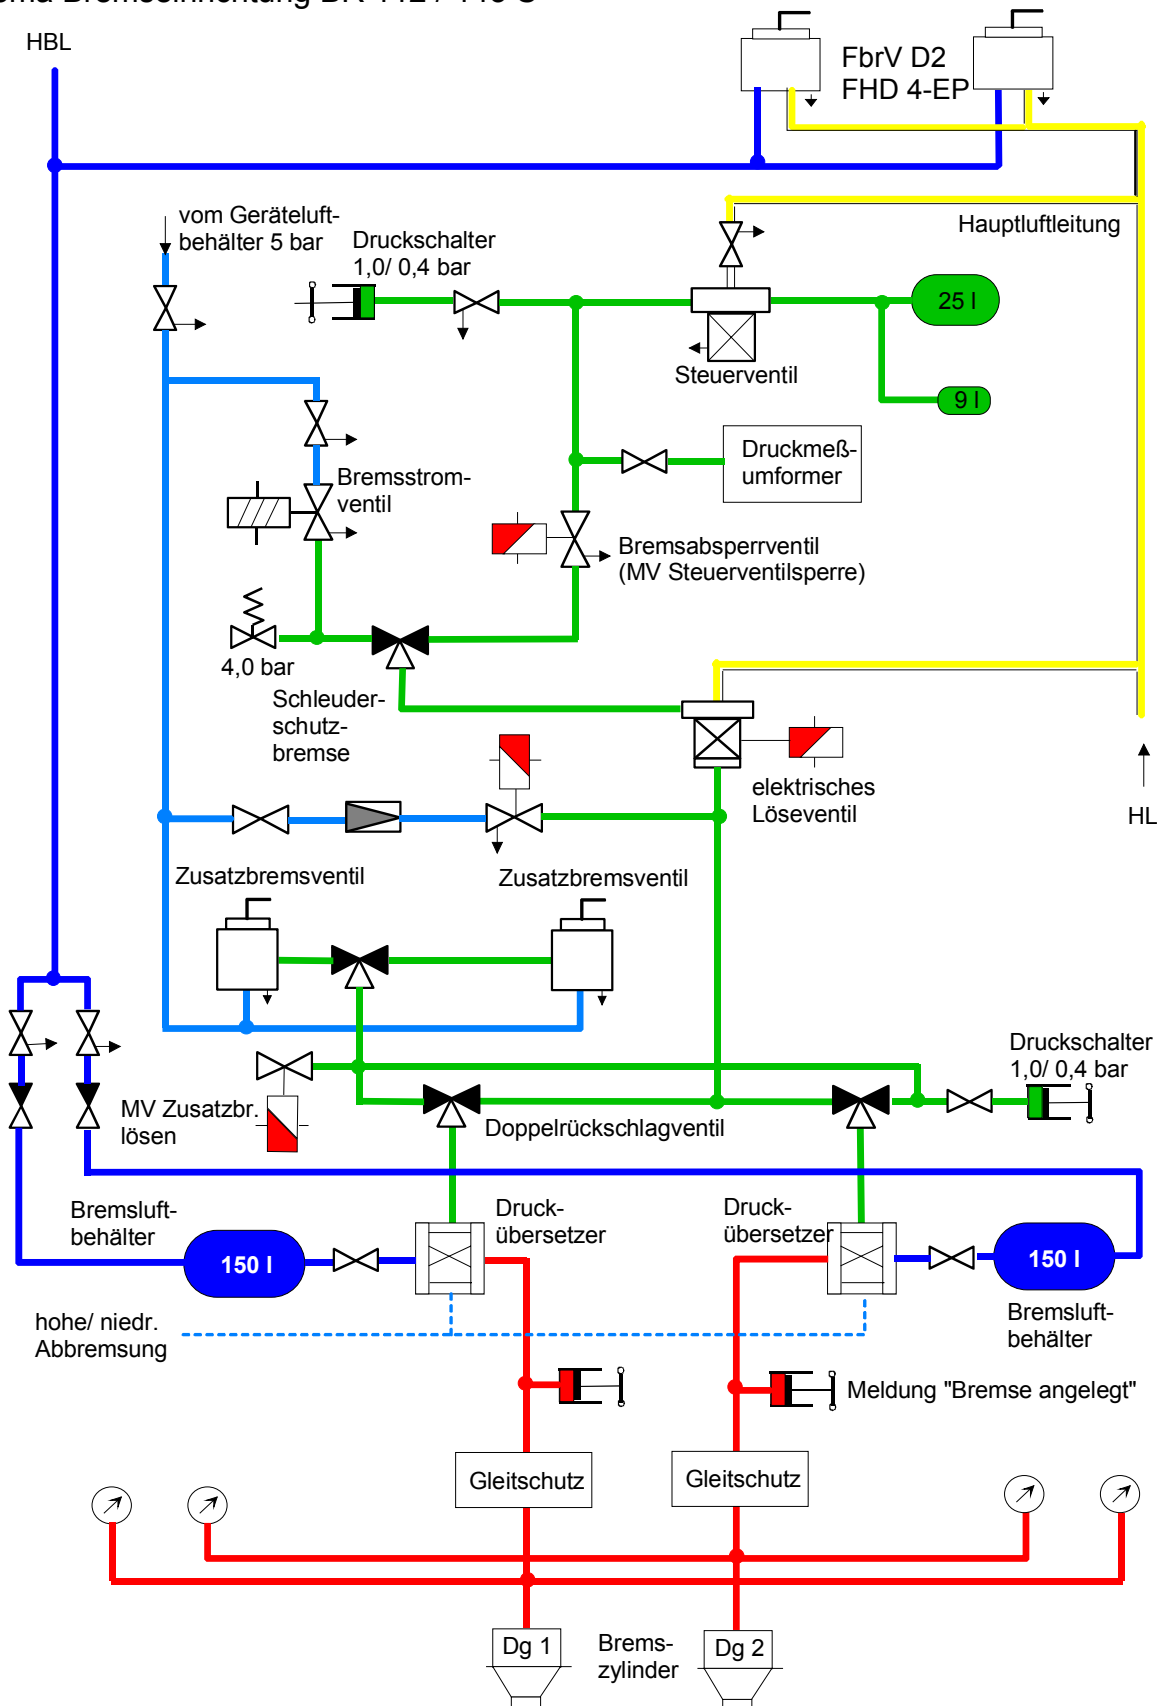 HBL
FbrV D2
FHD 4-EP
vom Geräteluft-
behälter 5 bar
Druckschalter
1,0/ 0,4 bar
Hauptluftleitung
25 l
Steuerventil
9 l
Druckmeß-
umformer
Bremsstrom-
ventil
Bremsabsperrventil
(MV Steuerventilsperre)
4,0 bar
Schleuder-
schutz-
bremse
elektrisches
Löseventil
HL
Zusatzbremsventil
Zusatzbremsventil
Druckschalter
1,0/ 0,4 bar
MV Zusatzbr.
lösen
Doppelrückschlagventil
Bremsluft-
behälter
Druck-
übersetzer
Druck-
übersetzer
150 l
150 l
hohe/ niedr.
Abbremsung
Bremsluft-
behälter
Meldung "Bremse angelegt"
Gleitschutz
Gleitschutz
Dg 1
Brems-
zylinder
Dg 2